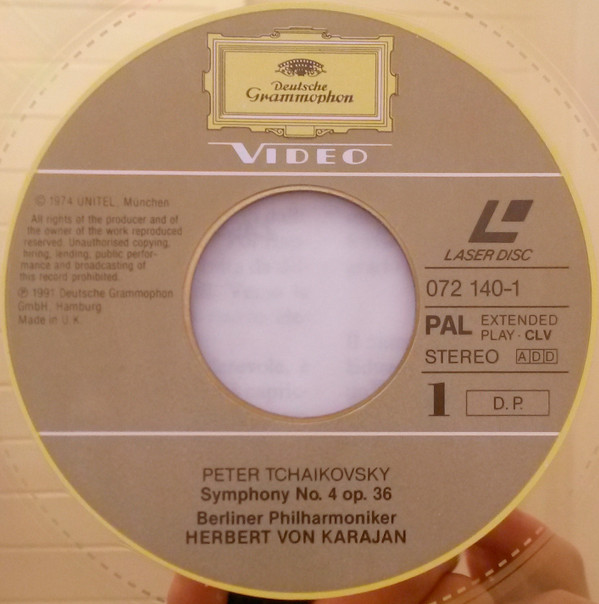 Deutsche
Grammophon
VIDEO
© 1974 UNITEL, München
All rights of the producer and of
the owner of the work reproduced
reserved. Unauthorised copying,
hiring, lending, public perfor-
mance and broadcasting of
this record prohibited.
℗ 1991 Deutsche Grammophon
GmbH, Hamburg
Made in U.K.
LASER DISC
072 140-1
PAL EXTENDED
PLAY · CLV
STEREO ADD
1 D.P.
PETER TCHAIKOVSKY
Symphony No. 4 op. 36
Berliner Philharmoniker
HERBERT VON KARAJAN